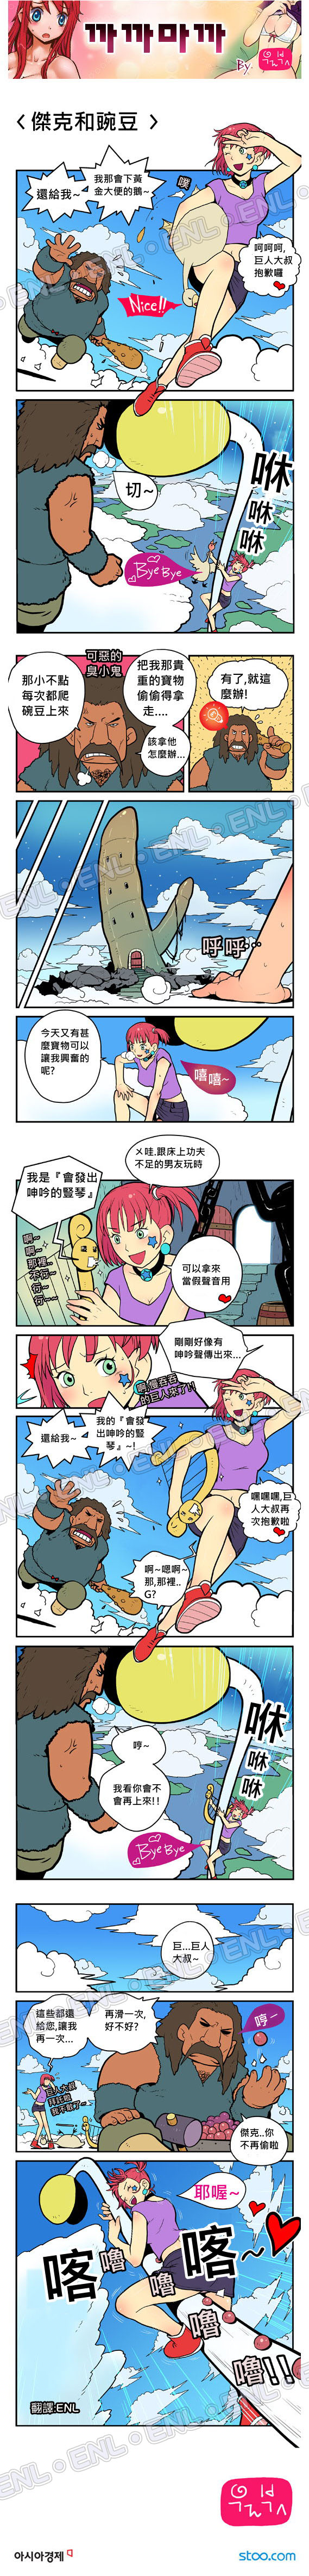 까까마까
By.
〈 傑克和豌豆 〉
還給我~
我那會下黃
金大便的鵝~
噗
呵呵呵,
巨人大叔
抱歉囉
Nice!!
切~
咻
咻
咻
Bye Bye
那小不點
每次都爬
碗豆上來
可惡的
臭小鬼
把我那貴
重的寶物
偷偷得拿
走....
該拿他
怎麼辦...
有了,就這
麼辦!
呼呼~
今天又有甚
麼寶物可以
讓我興奮的
呢?
嘻嘻~
ㄨ哇.跟床上功夫
不足的男友玩時
我是『會發出
呻吟的豎琴』
啊~
啊~
那裡..
不行~
行~
行~~
可以拿來
當假聲音用
剛剛好像有
呻吟聲傳出來...
還給我~
我的『會發
出呻吟的豎
琴』~!
嘿嘿嘿,巨
人大叔再
次抱歉啦
啊~嗯啊~
那,那裡..
G?
咻
咻
咻
哼~
我看你會不
會再上來!!
Bye Bye
巨...巨人
大叔~
這些都還
給您,讓我
再一次...
再滑一次,
好不好?
哼~
傑克..你
不再偷啦
耶喔~
喀
嚕
嚕
喀~
嚕
嚕!!
翻譯:ENL
아시아경제
stoo.com